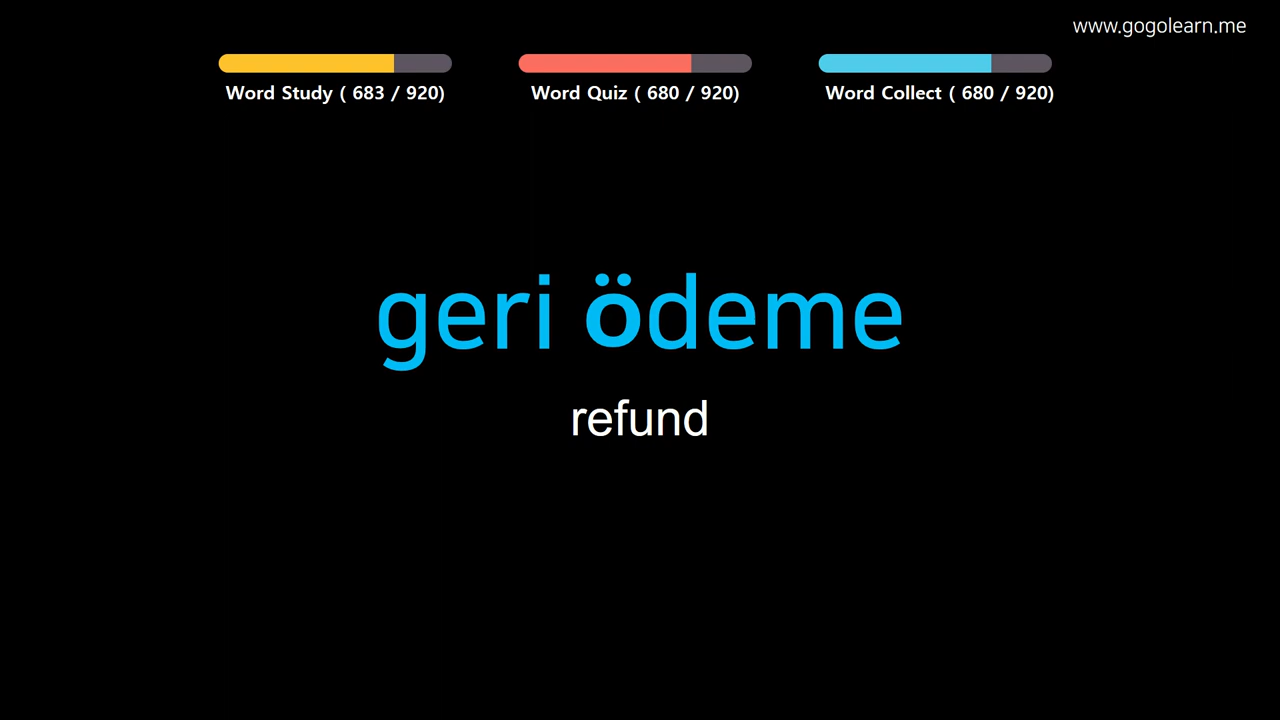 www.gogolearn.me
Word Study ( 683 / 920)
Word Quiz ( 680 / 920)
Word Collect ( 680 / 920)
geri ödeme
refund